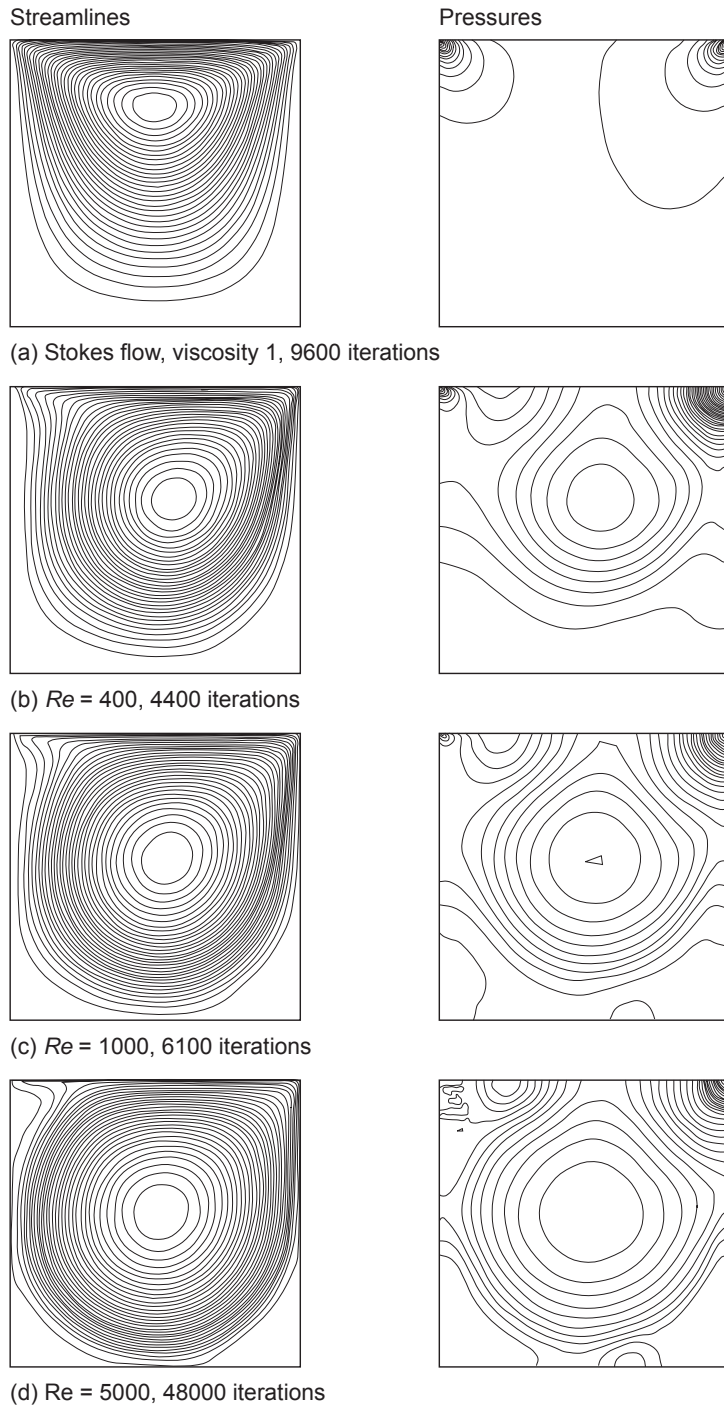 Streamlines Pressures
(a) Stokes flow, viscosity 1, 9600 iterations
(b) Re = 400, 4400 iterations
(c) Re = 1000, 6100 iterations
(d) Re = 5000, 48000 iterations